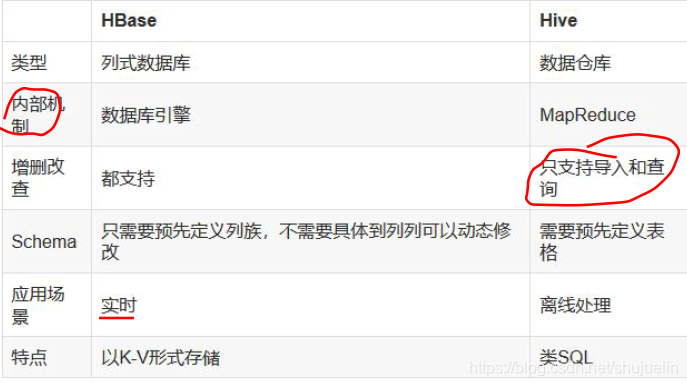 HBase Hive
类型 列式数据库 数据仓库
内部机
制 数据库引擎 MapReduce
增删改
查 都支持 只支持导入和查
询
Schema 只需要预先定义列族，不需要具体到列列可以动态修
改 需要预先定义表
格
应用场
景 实时 离线处理
特点 以K-V形式存储 类SQL
https://blog.csdn.net/shujuelin